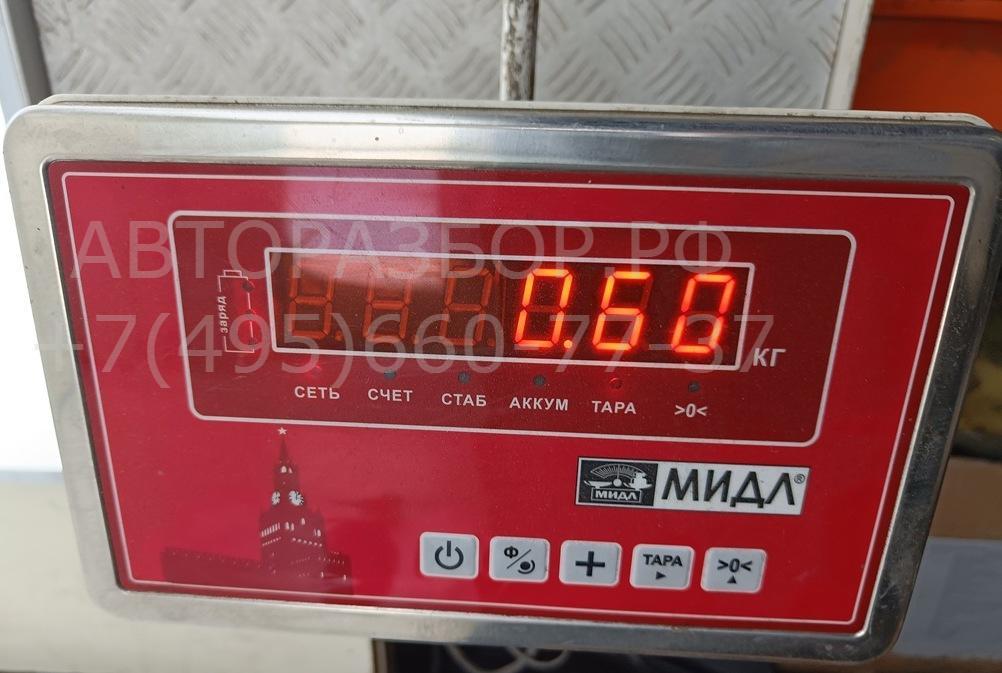 АВТОРАЗБОР.РФ
+7(495)660-77-37
заряд
0.60
КГ
СЕТЬ СЧЕТ СТАБ АККУМ ТАРА >0<
МИДЛ МИДЛ®
Ф/ + ТАРА >0<